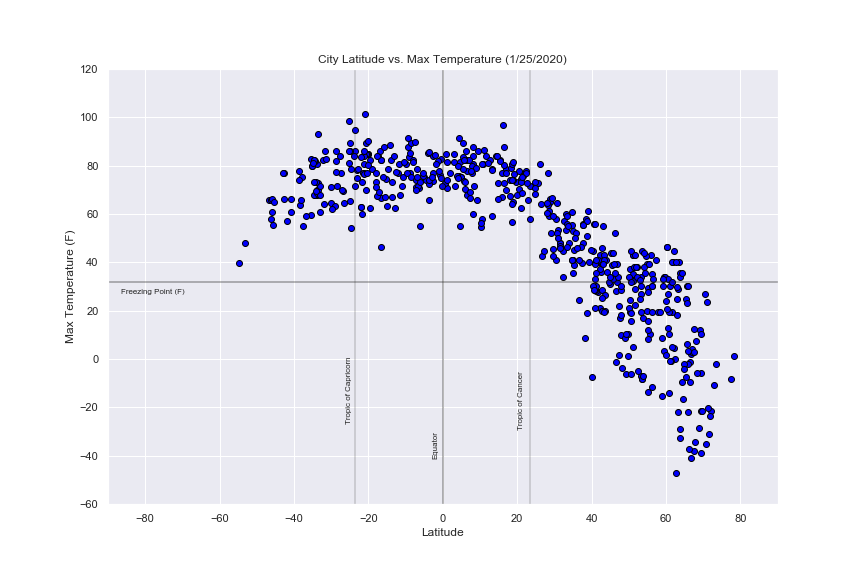 City Latitude vs. Max Temperature (1/25/2020)
Max Temperature (F)
120
100
80
60
40
20
0
−20
−40
−60
Freezing Point (F)
Tropic of Capricorn
Equator
Tropic of Cancer
−80
−60
−40
−20
0
20
40
60
80
Latitude